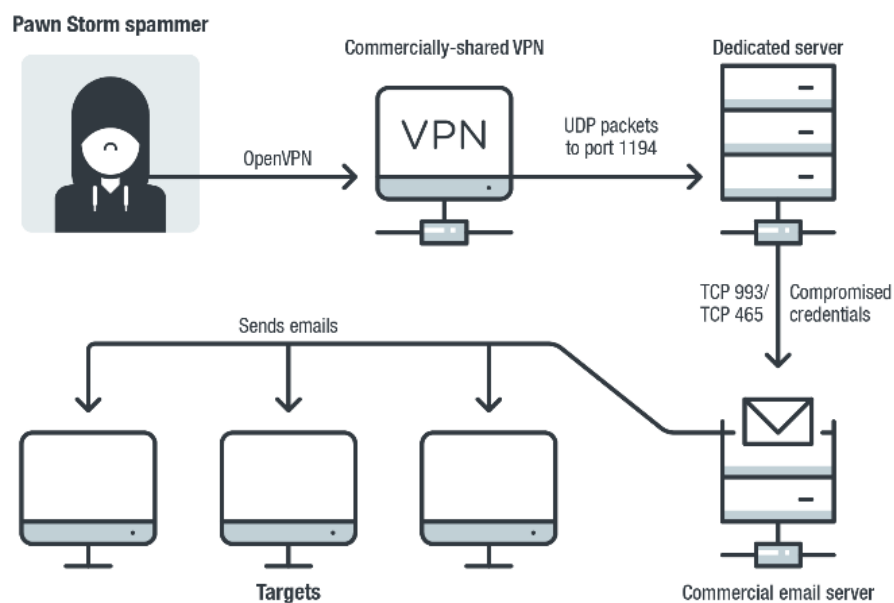 Pawn Storm spammer
Commercially-shared VPN
Dedicated server
VPN
OpenVPN
UDP packets
to port 1194
TCP 993/
TCP 465
Compromised
credentials
Sends emails
Targets
Commercial email server